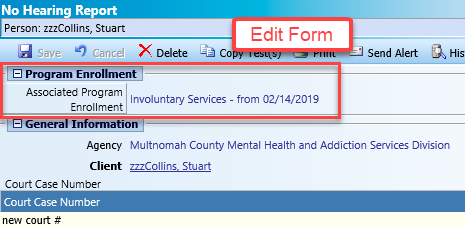 No Hearing Report
Person: zzzCollins, Stuart
Edit Form
Save Cancel Delete Copy Test(s) Print Send Alert His
Program Enrollment
Associated Program Enrollment Involuntary Services - from 02/14/2019
General Information
Agency Multnomah County Mental Health and Addiction Services Division
Client zzzCollins, Stuart
Court Case Number
Court Case Number
new court #